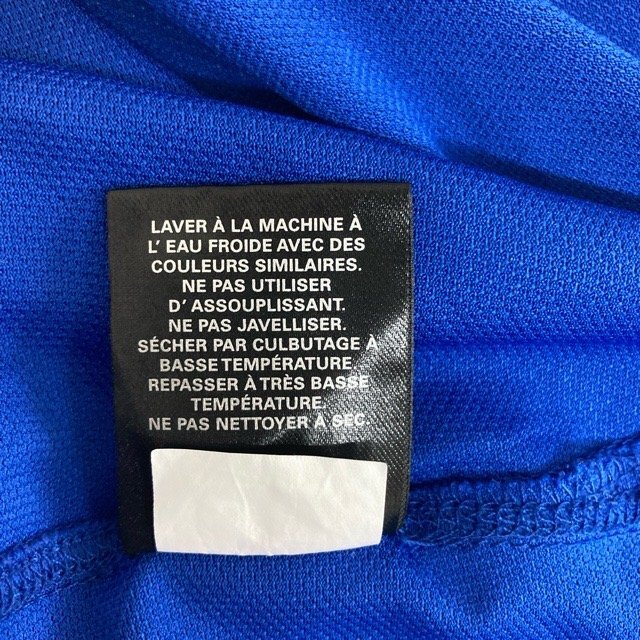 LAVER À LA MACHINE À
L' EAU FROIDE AVEC DES
COULEURS SIMILAIRES.
NE PAS UTILISER
D' ASSOUPLISSANT.
NE PAS JAVELLISER.
SÉCHER PAR CULBUTAGE À
BASSE TEMPÉRATURE
REPASSER À TRÈS BASSE
TEMPÉRATURE
NE PAS NETTOYER À SEC.